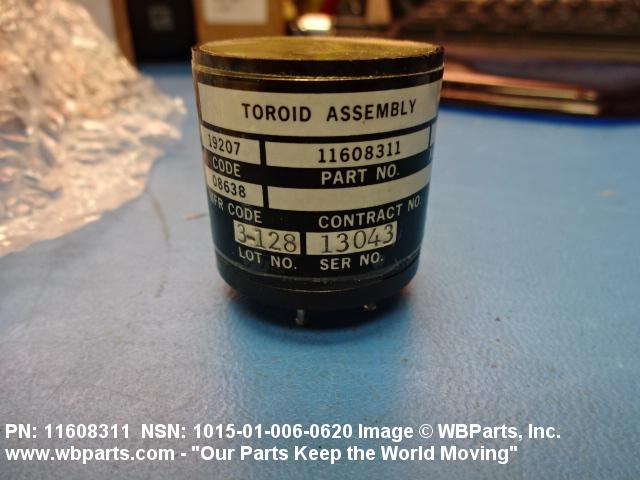 TOROID ASSEMBLY
19207 11608311
CODE PART NO.
08638
MFR CODE CONTRACT NO.
3-128 13043
LOT NO. SER NO.
PN: 11608311 NSN: 1015-01-006-0620 Image © WBParts, Inc.
www.wbparts.com - "Our Parts Keep the World Moving"